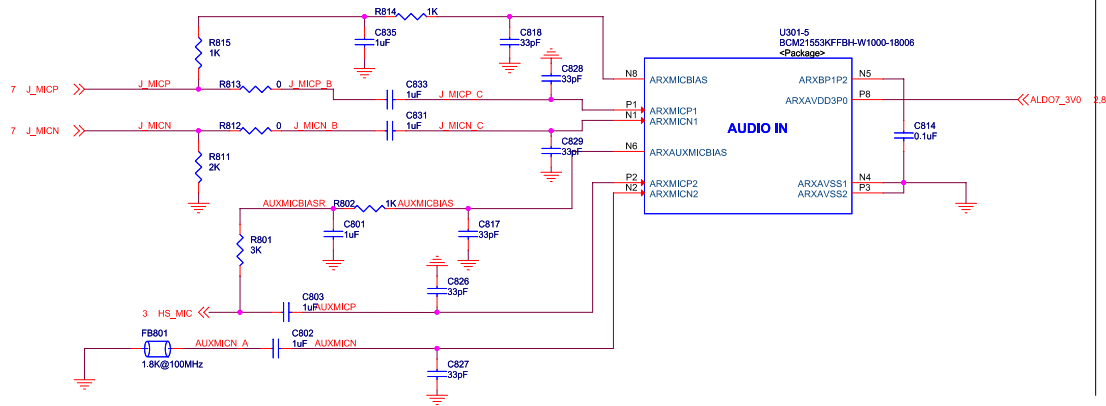 R814 1K
C835
1uF
C818
33pF
R815
1K
U301-5
BCM21553KFFBH-W1000-18006
<Package>
C828
33pF
N8 ARXMICBIAS
ARXBP1P2 N5
7 J_MICP
J_MICP
R813 0
J_MICP_B
C833
1uF
J_MICP_C
P1 ARXMICP1
N1 ARXMICN1
ARXAVDD3P0 P8
ALDO7_3V0 2,8
7 J_MICN
J_MICN
R812 0
J_MICN_B
C831
1uF
J_MICN_C
AUDIO IN
C814
0.1uF
C829
33pF
N6 ARXAUXMICBIAS
R811
2K
P2 ARXMICP2
N2 ARXMICN2
ARXAVSS1 N4
ARXAVSS2 P3
AUXMICBIASR
R802 1K
AUXMICBIAS
C801
1uF
C817
33pF
R801
3K
C826
33pF
C803
1uF
AUXMICP
3 HS_MIC
FB801
1.8K@100MHz
AUXMICN_A
C802
1uF
AUXMICN
C827
33pF